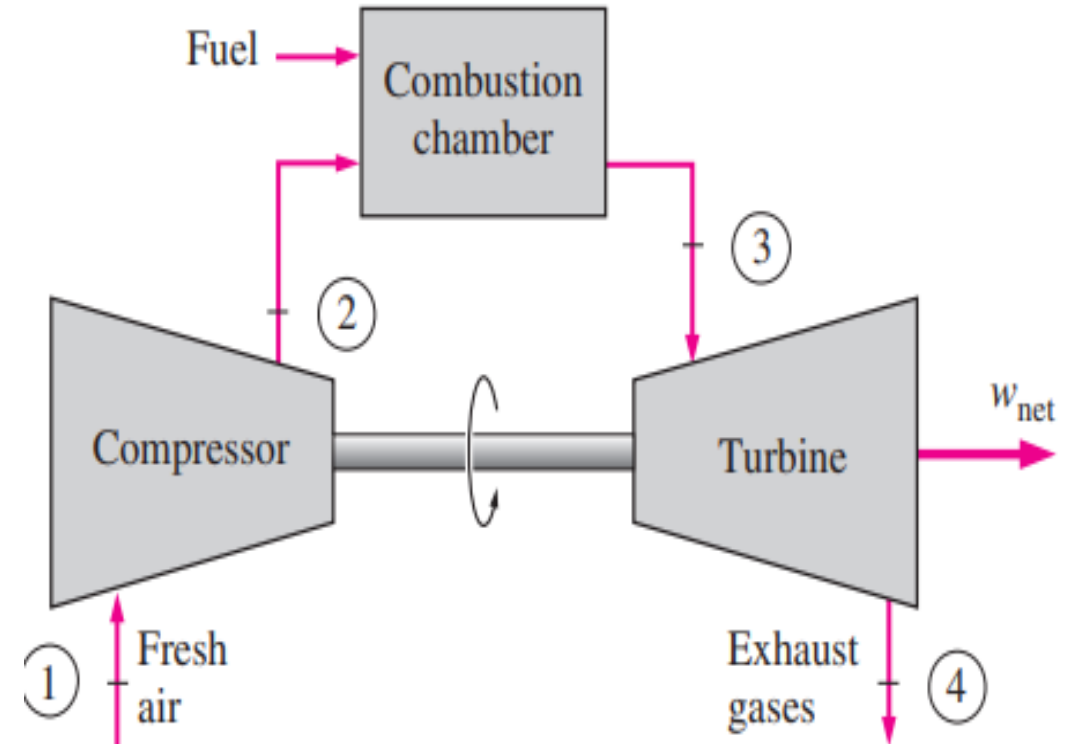 Fuel
Combustion
chamber
3
2
w_net
Compressor
Turbine
1
Fresh
air
Exhaust
gases
4